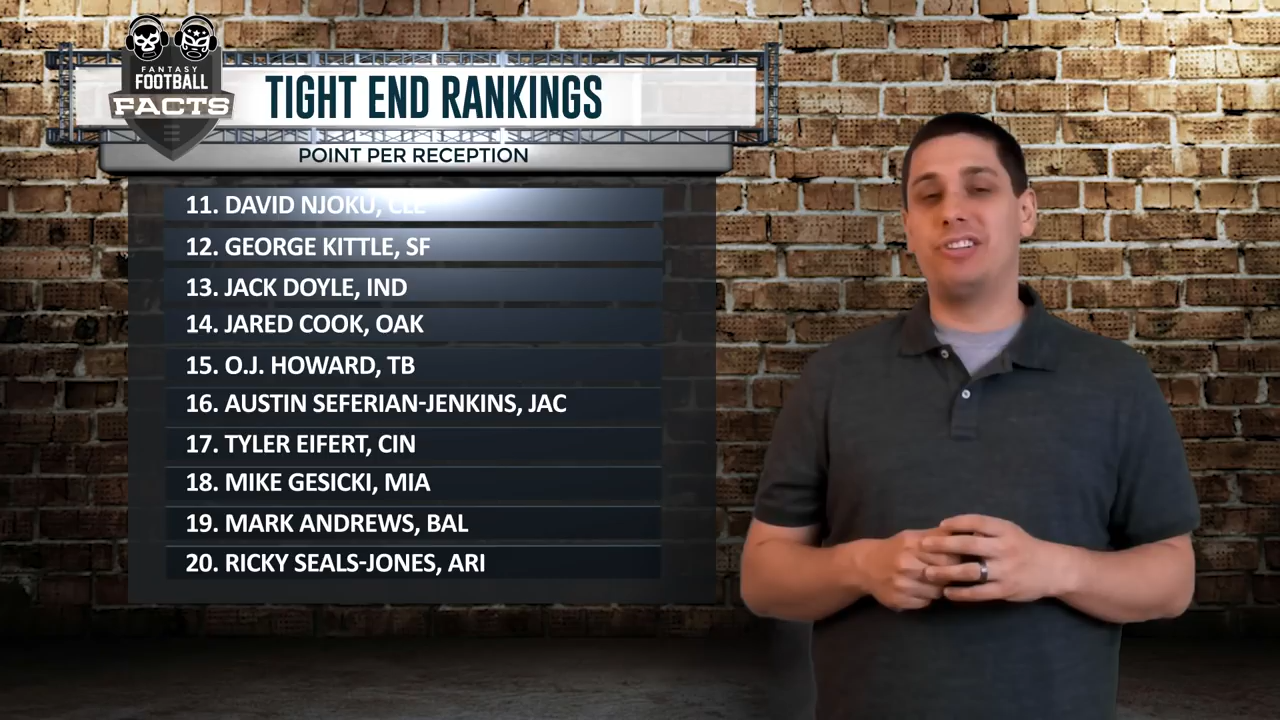 FANTASY
FOOTBALL
FACTS
TIGHT END RANKINGS
POINT PER RECEPTION
11. DAVID NJOKU, CLE
12. GEORGE KITTLE, SF
13. JACK DOYLE, IND
14. JARED COOK, OAK
15. O.J. HOWARD, TB
16. AUSTIN SEFERIAN-JENKINS, JAC
17. TYLER EIFERT, CIN
18. MIKE GESICKI, MIA
19. MARK ANDREWS, BAL
20. RICKY SEALS-JONES, ARI